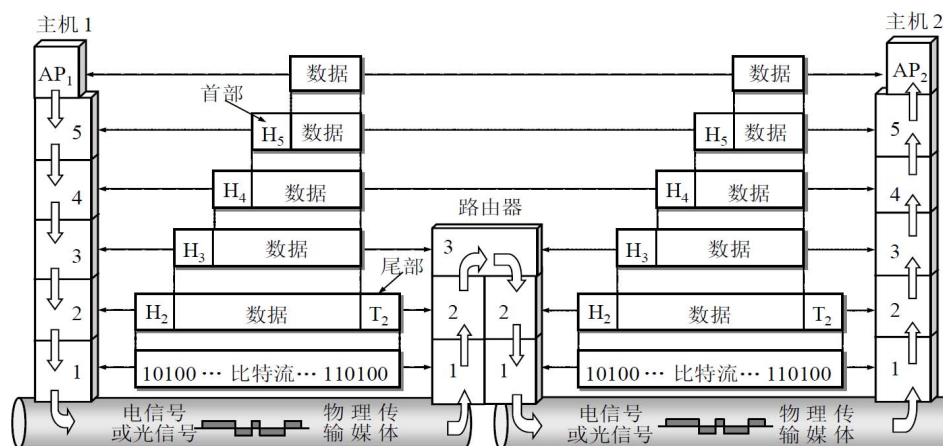 主机 1
主机 2
AP₁
数据
数据
AP₂
首部
5
H₅
数据
H₅
数据
5
4
H₄
数据
H₄
数据
4
路由器
3
H₃
数据
3
H₃
数据
3
尾部
2
H₂
数据
T₂
2
2
H₂
数据
T₂
2
1
10100 … 比特流 … 110100
1
1
10100 … 比特流 … 110100
1
电信号
或光信号
物理传
输媒体
电信号
或光信号
物理传
输媒体